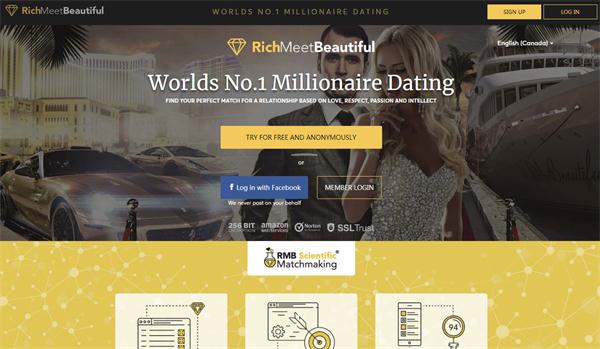 RichMeetBeautiful
WORLDS NO.1 MILLIONAIRE DATING
SIGN UP
LOG IN
RichMeetBeautiful
English (Canada)
Worlds No.1 Millionaire Dating
FIND YOUR PERFECT MATCH FOR A RELATIONSHIP BASED ON LOVE, RESPECT, PASSION AND INTELLECT
TRY FOR FREE AND ANONYMOUSLY
or
f Log in with Facebook
MEMBER LOGIN
We never post on your behalf
256 BIT
ENCRYPTION
amazon
web services
Norton
SSLTrust
RMB Scientific®
Matchmaking
94